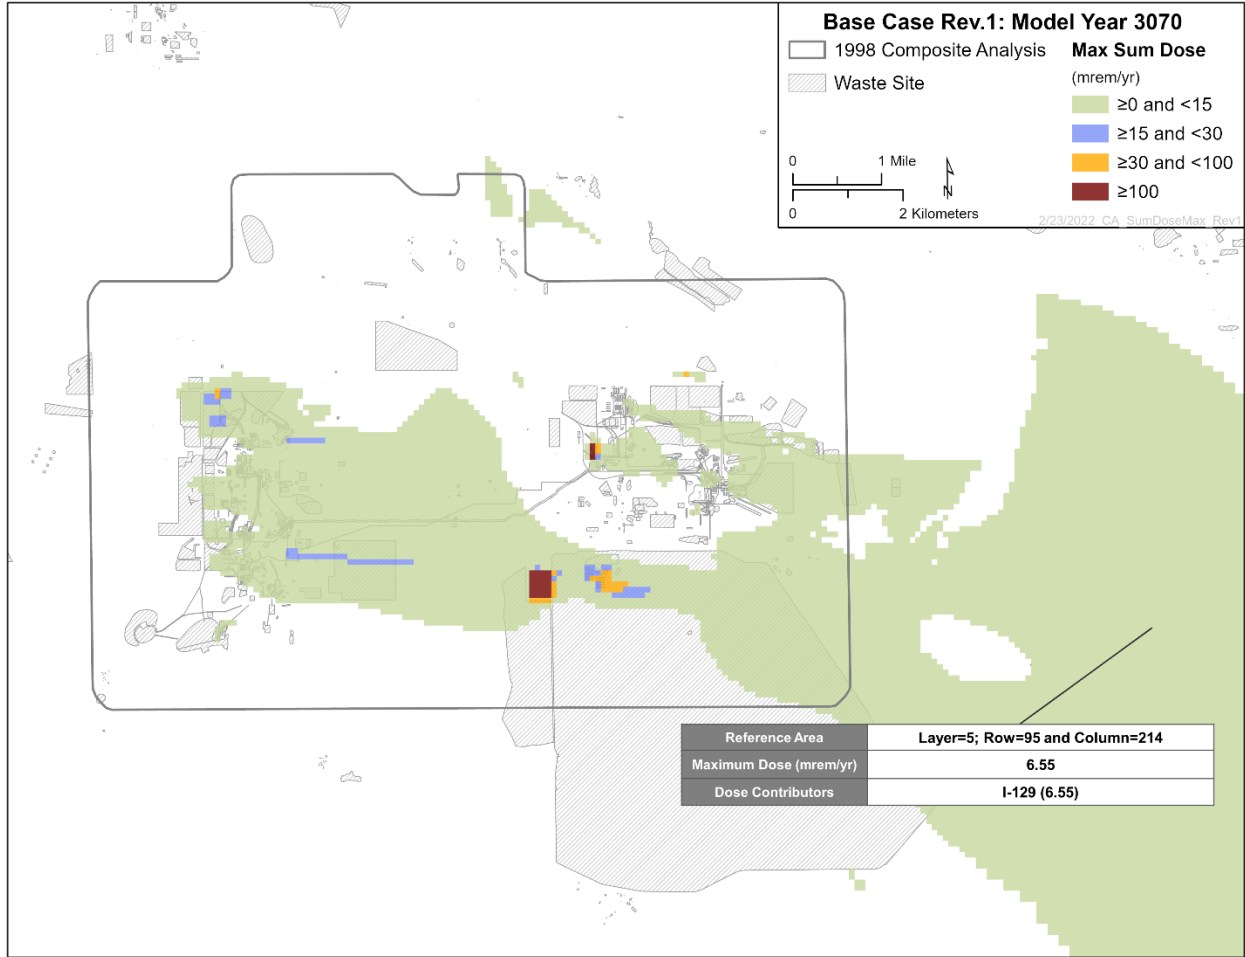 Base Case Rev.1: Model Year 3070
1998 Composite Analysis
Waste Site
Max Sum Dose
(mrem/yr)
≥0 and <15
≥15 and <30
≥30 and <100
≥100
0 1 Mile
N
0 2 Kilometers
2/23/2022 CA_SumDoseMax_Rev1
Reference Area Layer=5; Row=95 and Column=214
Maximum Dose (mrem/yr) 6.55
Dose Contributors I-129 (6.55)